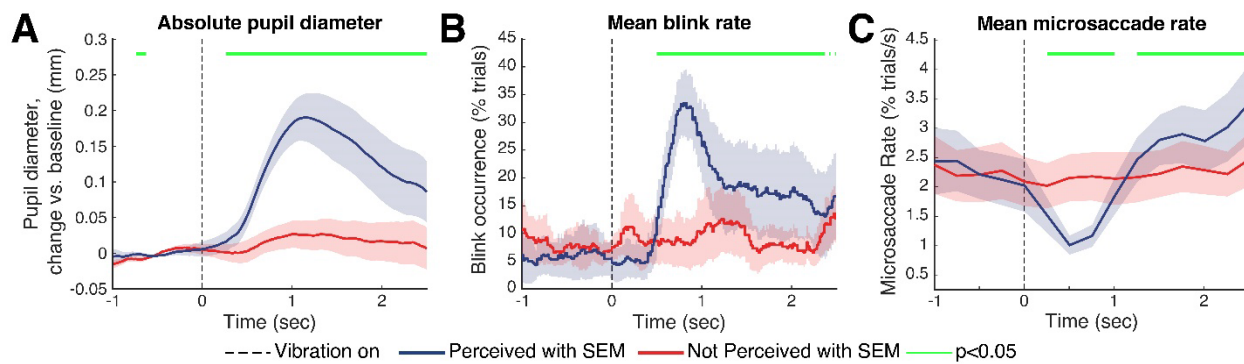 A
Absolute pupil diameter
Pupil diameter,
change vs. baseline (mm)
0.3
0.25
0.2
0.15
0.1
0.05
0
-0.05
-1
0
1
2
Time (sec)
B
Mean blink rate
Blink occurrence (% trials)
45
40
35
30
25
20
15
10
5
0
-1
0
1
2
Time (sec)
C
Mean microsaccade rate
Microsaccade Rate (% trials/s)
4
3.5
3
2.5
2
1.5
1
0.5
-1
0
1
2
Time (sec)
Vibration on
Perceived with SEM
Not Perceived with SEM
p<0.05